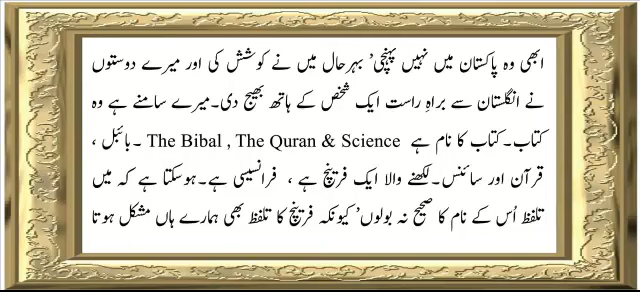 ابھی وہ پاکستان میں نہیں پہنچی’ بہرحال میں نے کوشش کی اور میرے دوستوں
نے انگلستان سے براہِ راست ایک شخص کے ہاتھ بھیج دی۔میرے سامنے ہے وہ
کتاب۔کتاب کا نام ہے The Bibal , The Quran & Science ۔بائبل ،
قرآن اور سائنس۔لکھنے والا ایک فرینچ ہے ، فرانسیسی ہے۔ہوسکتا ہے کہ میں
تلفظ اُس کے نام کا صحیح نہ بولوں’ کیونکہ فرینچ کا تلفظ بھی ہمارے ہاں مشکل ہوتا